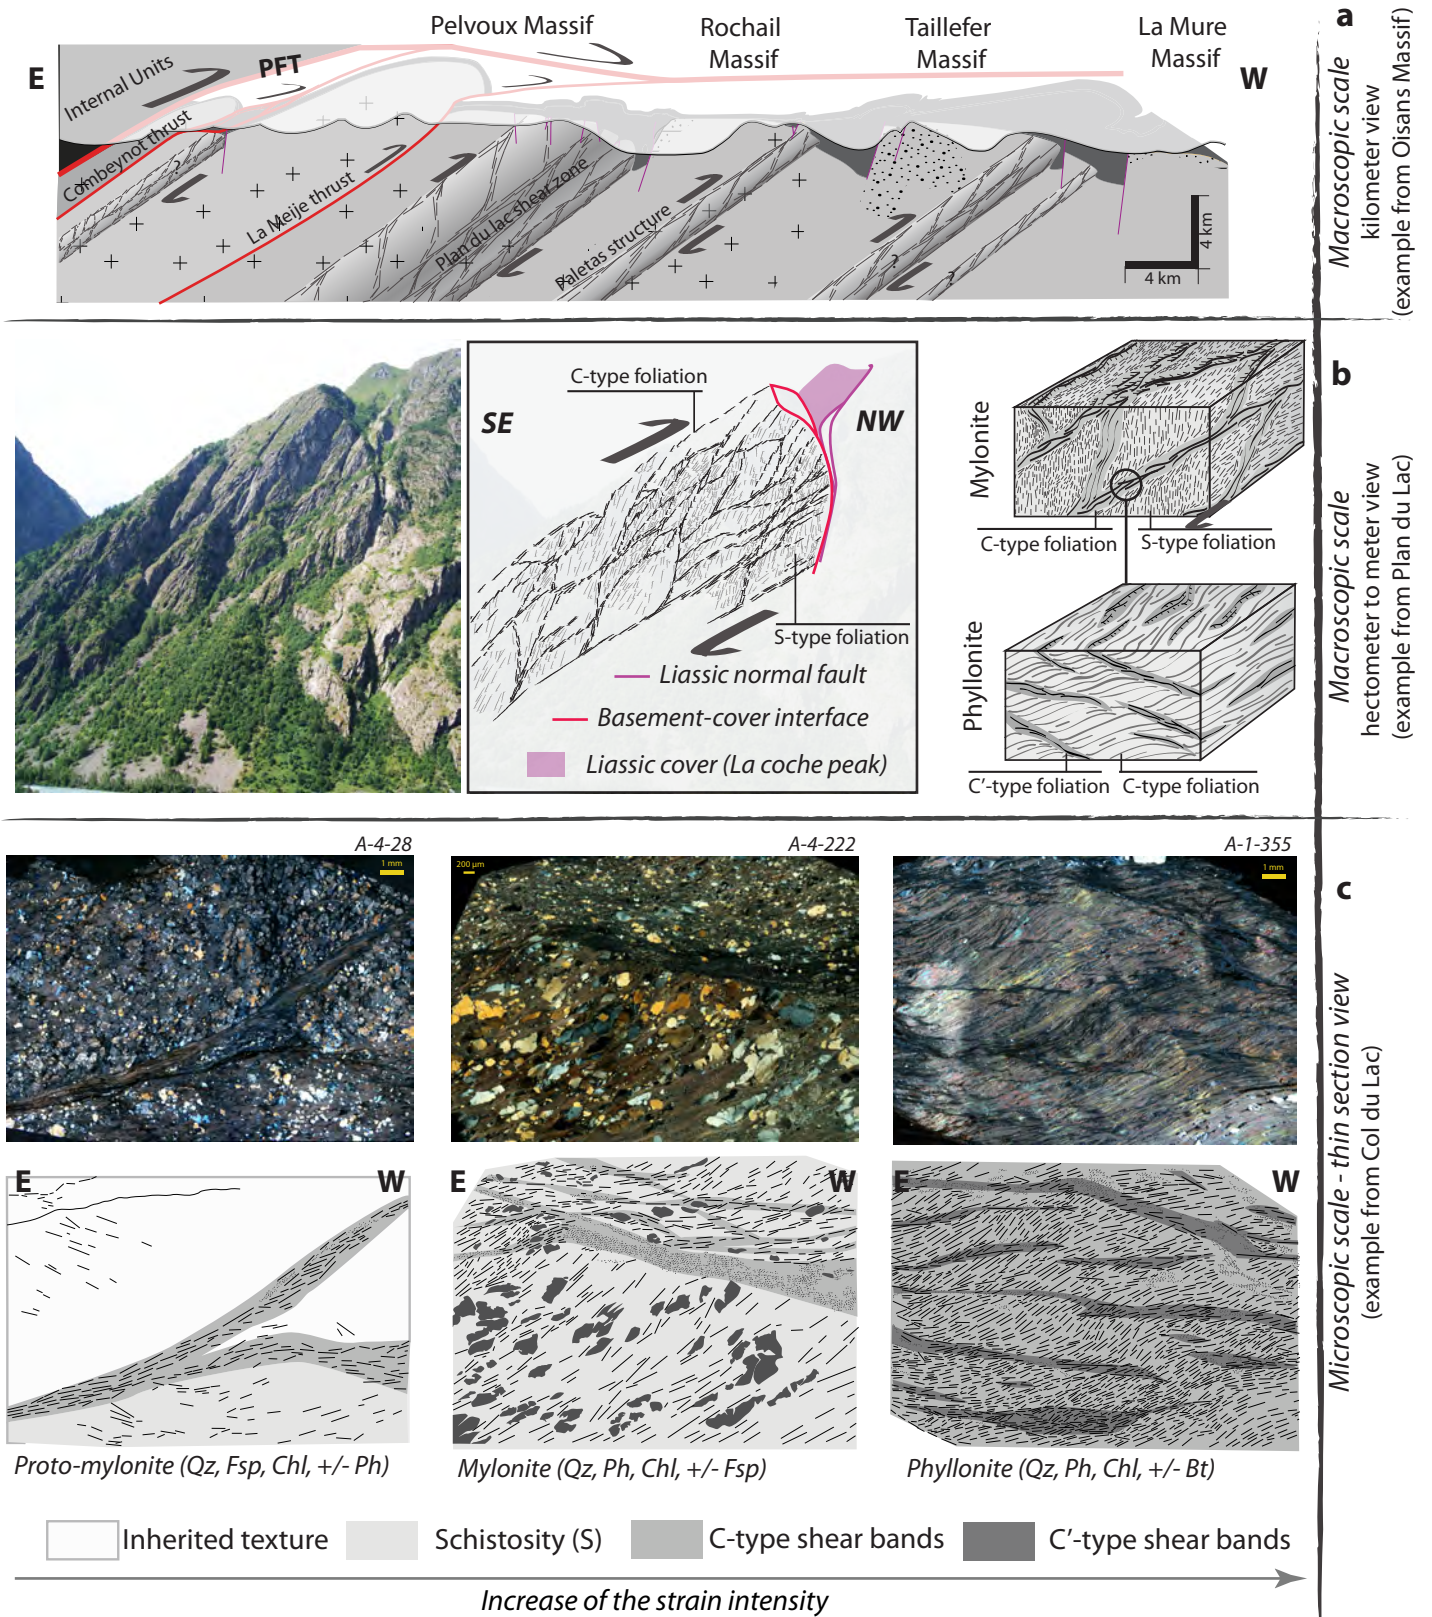 Pelvoux Massif
Rochail
Massif
Taillefer
Massif
La Mure
Massif
E
W
Internal Units
PFT
Combeynot thrust
?
La Meije thrust
Plan du lac shear zone
Paletas structure
?
?
4 km
4 km
a
Macroscopic scale
kilometer view
(example from Oisans Massif)
C-type foliation
SE
NW
S-type foliation
Liassic normal fault
Basement-cover interface
Liassic cover (La coche peak)
Mylonite
C-type foliation
S-type foliation
Phyllonite
C'-type foliation
C-type foliation
b
Macroscopic scale
hectometer to meter view
(example from Plan du Lac)
A-4-28
1 mm
A-4-222
200 µm
A-1-355
1 mm
E
W
E
W
E
W
Proto-mylonite (Qz, Fsp, Chl, +/- Ph)
Mylonite (Qz, Ph, Chl, +/- Fsp)
Phyllonite (Qz, Ph, Chl, +/- Bt)
c
Microscopic scale - thin section view
(example from Col du Lac)
Inherited texture
Schistosity (S)
C-type shear bands
C'-type shear bands
Increase of the strain intensity